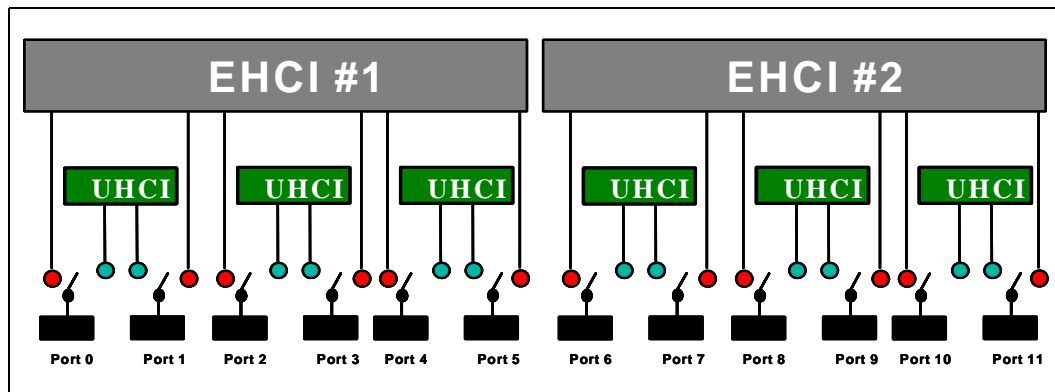 EHCI #1 EHCI #2
UHCI UHCI UHCI UHCI UHCI UHCI
Port 0 Port 1 Port 2 Port 3 Port 4 Port 5 Port 6 Port 7 Port 8 Port 9 Port 10 Port 11